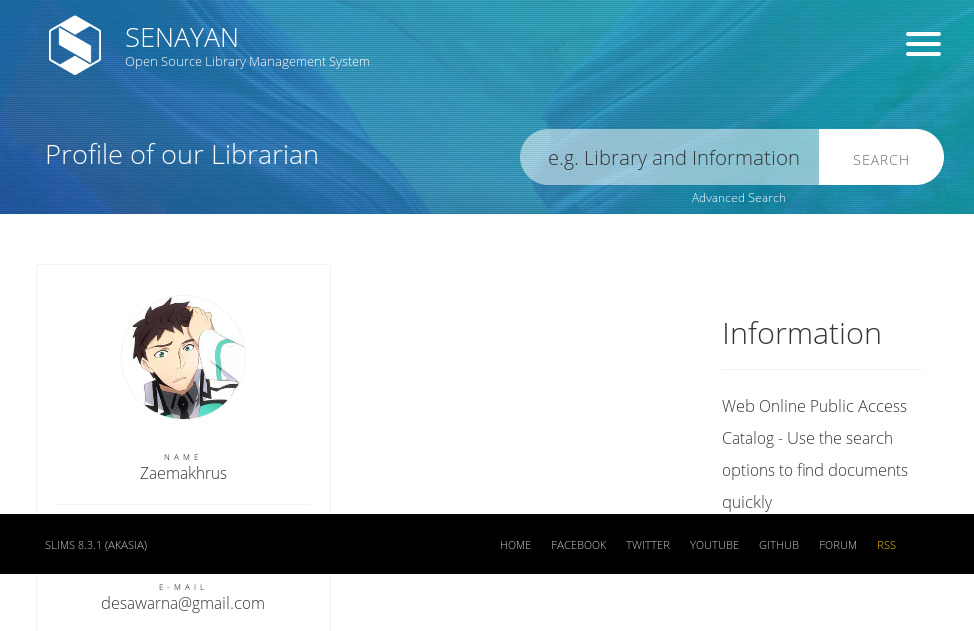 SENAYAN
Open Source Library Management System
Profile of our Librarian
e.g. Library and Information
SEARCH
Advanced Search
NAME
Zaemakhrus
Information
Web Online Public Access
Catalog - Use the search
options to find documents
quickly
SLIMS 8.3.1 (AKASIA)
HOME FACEBOOK TWITTER YOUTUBE GITHUB FORUM RSS
E-MAIL
desawarna@gmail.com